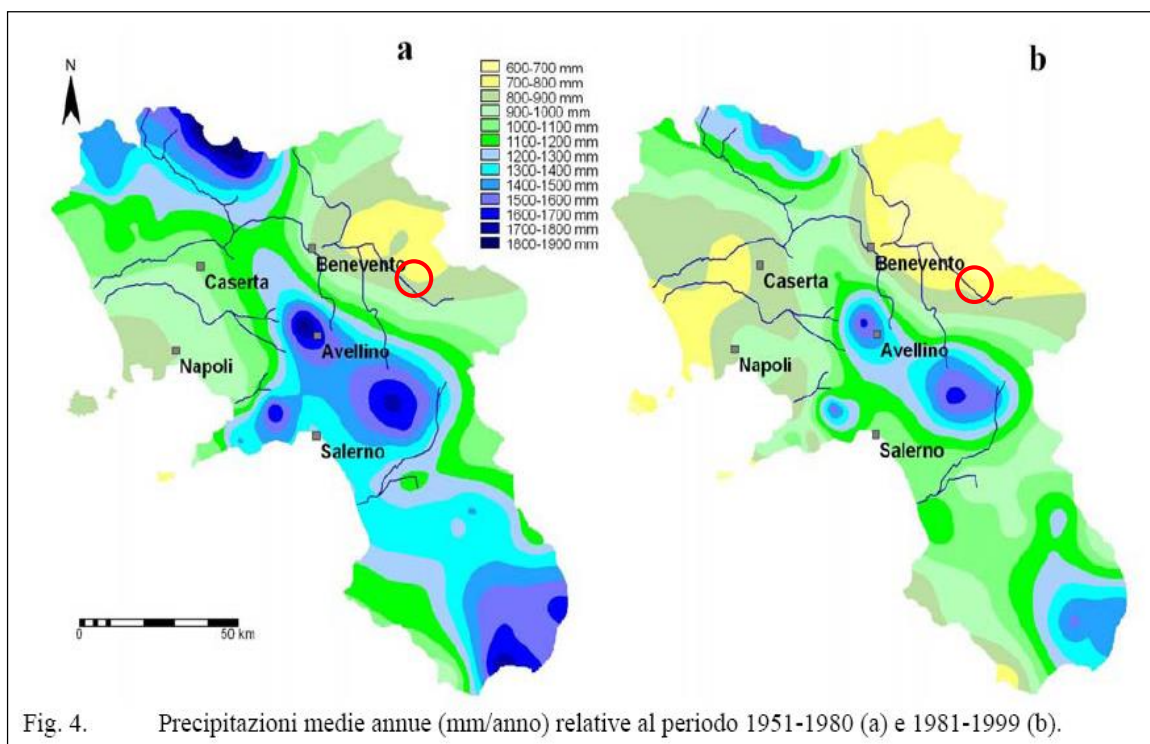 a
b
N
600-700 mm
700-800 mm
800-900 mm
900-1000 mm
1000-1100 mm
1100-1200 mm
1200-1300 mm
1300-1400 mm
1400-1500 mm
1500-1600 mm
1600-1700 mm
1700-1800 mm
1800-1900 mm
Benevento
Caserta
Avellino
Napoli
Salerno
Benevento
Caserta
Avellino
Napoli
Salerno
0 50 km
Fig. 4. Precipitazioni medie annue (mm/anno) relative al periodo 1951-1980 (a) e 1981-1999 (b).